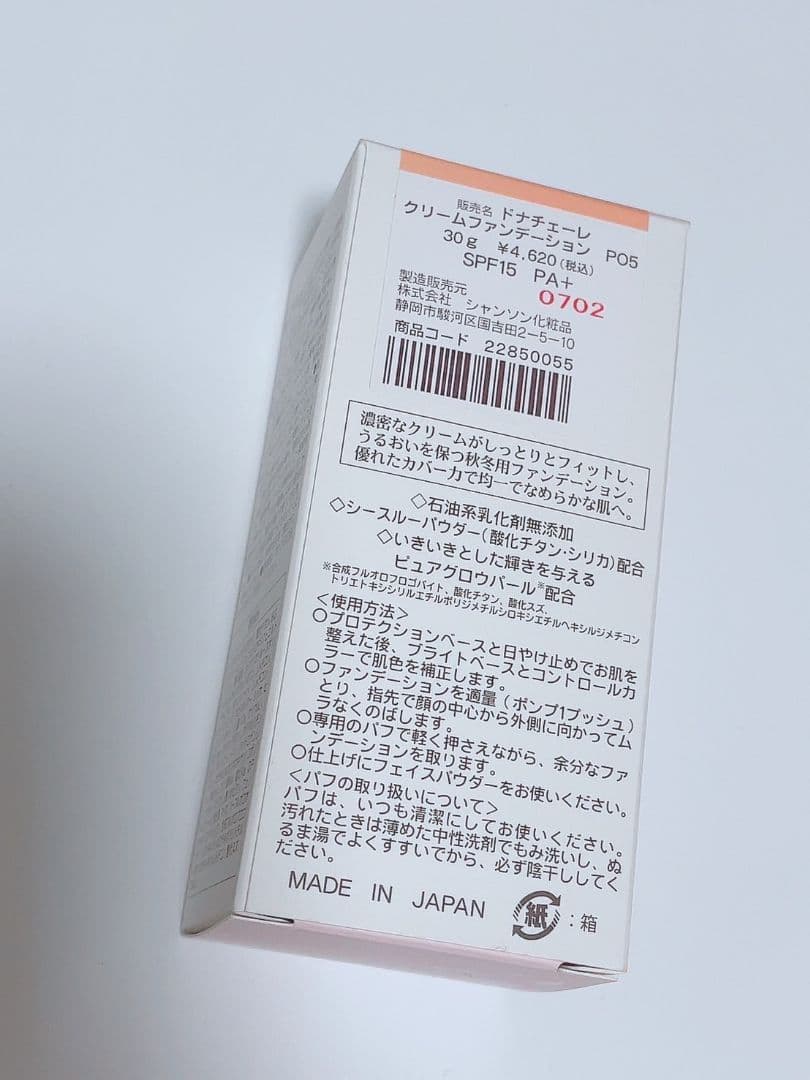 販売名 ドナチェーレ
クリームファンデーション PO5
30g ¥4,620(税込)
SPF15 PA+
0702
製造販売元
株式会社 シャンソン化粧品
静岡市駿河区国吉田2-5-10
商品コード 22850055
濃密なクリームがしっとりとフィットし、
うるおいを保つ秋冬用ファンデーション。
優れたカバー力で均一でなめらかな肌へ。
◇石油系乳化剤無添加
◇シースルーパウダー(酸化チタン・シリカ)配合
◇いきいきとした輝きを与える
ピュアグロウパール※配合
※合成フルオロフロゴパイト、酸化チタン、酸化スズ、
トリエトキシシリルエチルポリジメチルシロキシエチルヘキシルジメチコン
<使用方法>
○プロテクションベースと日やけ止めでお肌を
整えた後、ブライトベースとコントロールカ
ラーで肌色を補正します。
○ファンデーションを適量(ポンプ1プッシュ)
とり、指先で顔の中心から外側に向かってム
ラなくのばします。
○専用のパフで軽く押さえながら、余分なファ
ンデーションを取ります。
○仕上げにフェイスパウダーをお使いください。
<パフの取り扱いについて>
パフは、いつも清潔にしてお使いください。
汚れたときは薄めた中性洗剤でもみ洗いし、ぬ
るま湯でよくすすいでから、必ず陰干ししてく
ださい。
MADE IN JAPAN
紙:箱